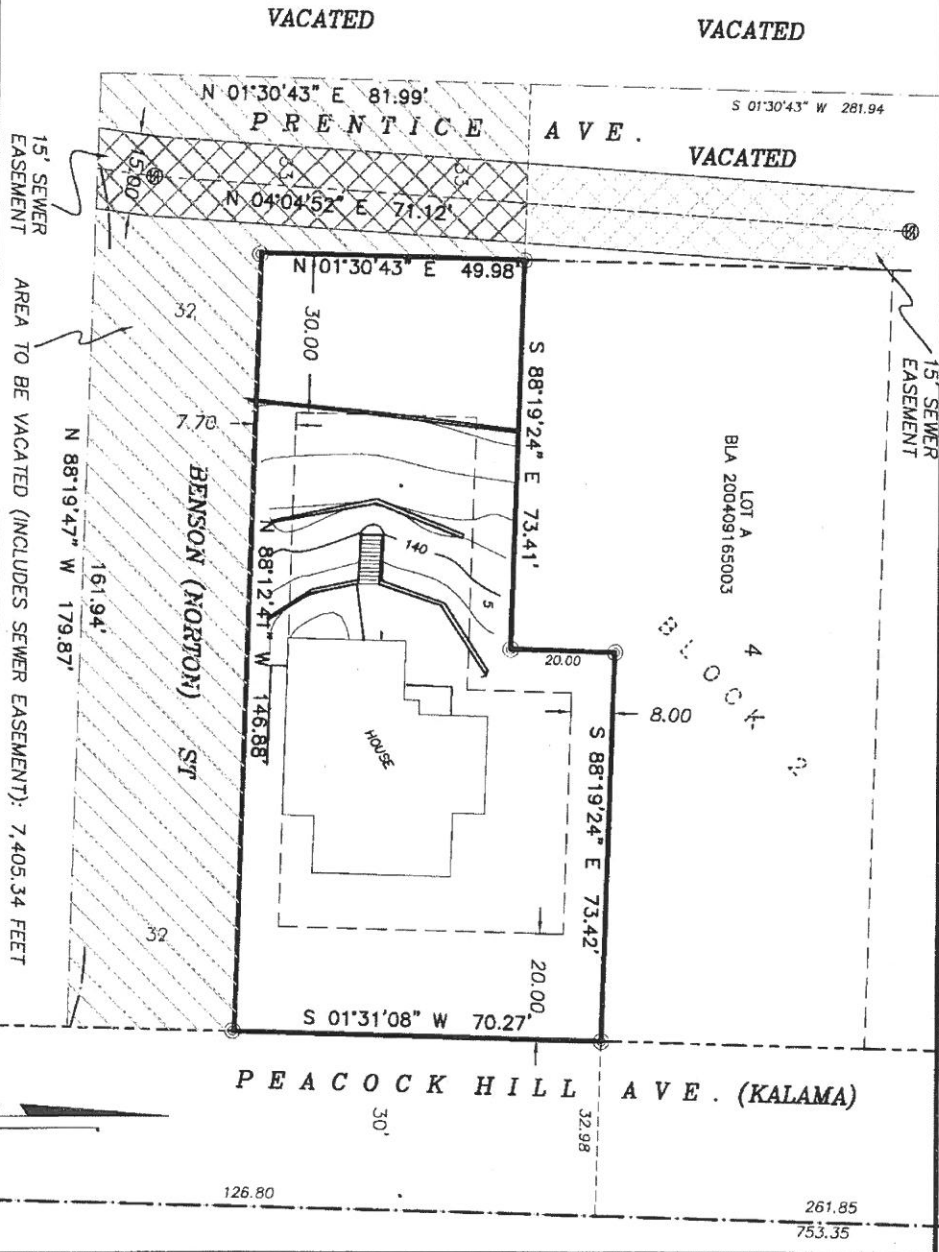 VACATED
VACATED
N 01°30'43" E 81.99'
S 01°30'43" W 281.94
PRENTICE AVE.
VACATED
15' SEWER
EASEMENT
15.00
33
33
N 04°04'52" E 71.12'
N 01°30'43" E 49.98'
15' SEWER
EASEMENT
32
30.00
S 88°19'24" E 73.41'
7.70
LOT A
BLA 200409165003
AREA TO BE VACATED (INCLUDES SEWER EASEMENT): 7,405.34 FEET
N 88°19'47" W 179.87'
161.94'
BENSON (NORTON) ST
N 88°12'41" W 146.88'
140
5
20.00
4
BLOCK 2
8.00
HOUSE
S 88°19'24" E 73.42'
32
20.00
S 01°31'08" W 70.27'
PEACOCK HILL AVE. (KALAMA)
30'
32.98
126.80
261.85
753.35